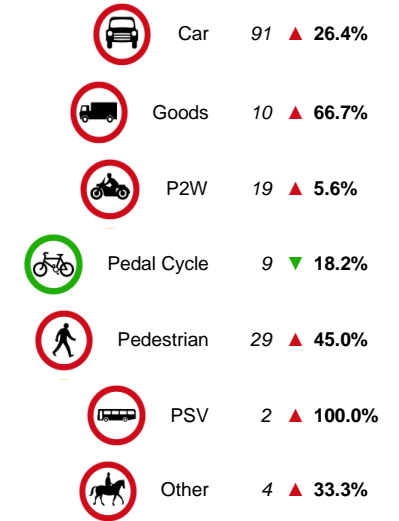 Car 91 ▲ 26.4%
Goods 10 ▲ 66.7%
P2W 19 ▲ 5.6%
Pedal Cycle 9 ▼ 18.2%
Pedestrian 29 ▲ 45.0%
PSV 2 ▲ 100.0%
Other 4 ▲ 33.3%